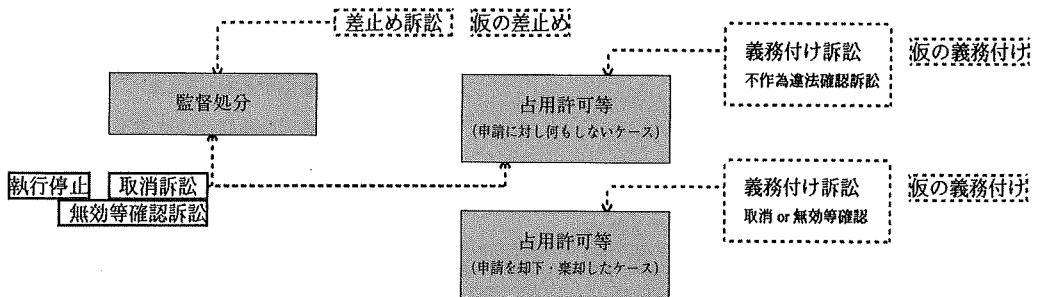 差止め訴訟 仮の差止め
義務付け訴訟 仮の義務付け
不作為違法確認訴訟
監督処分
占用許可等
(申請に対し何もしないケース)
執行停止 取消訴訟
無効等確認訴訟
義務付け訴訟 仮の義務付け
取消 or 無効等確認
占用許可等
(申請を却下・棄却したケース)